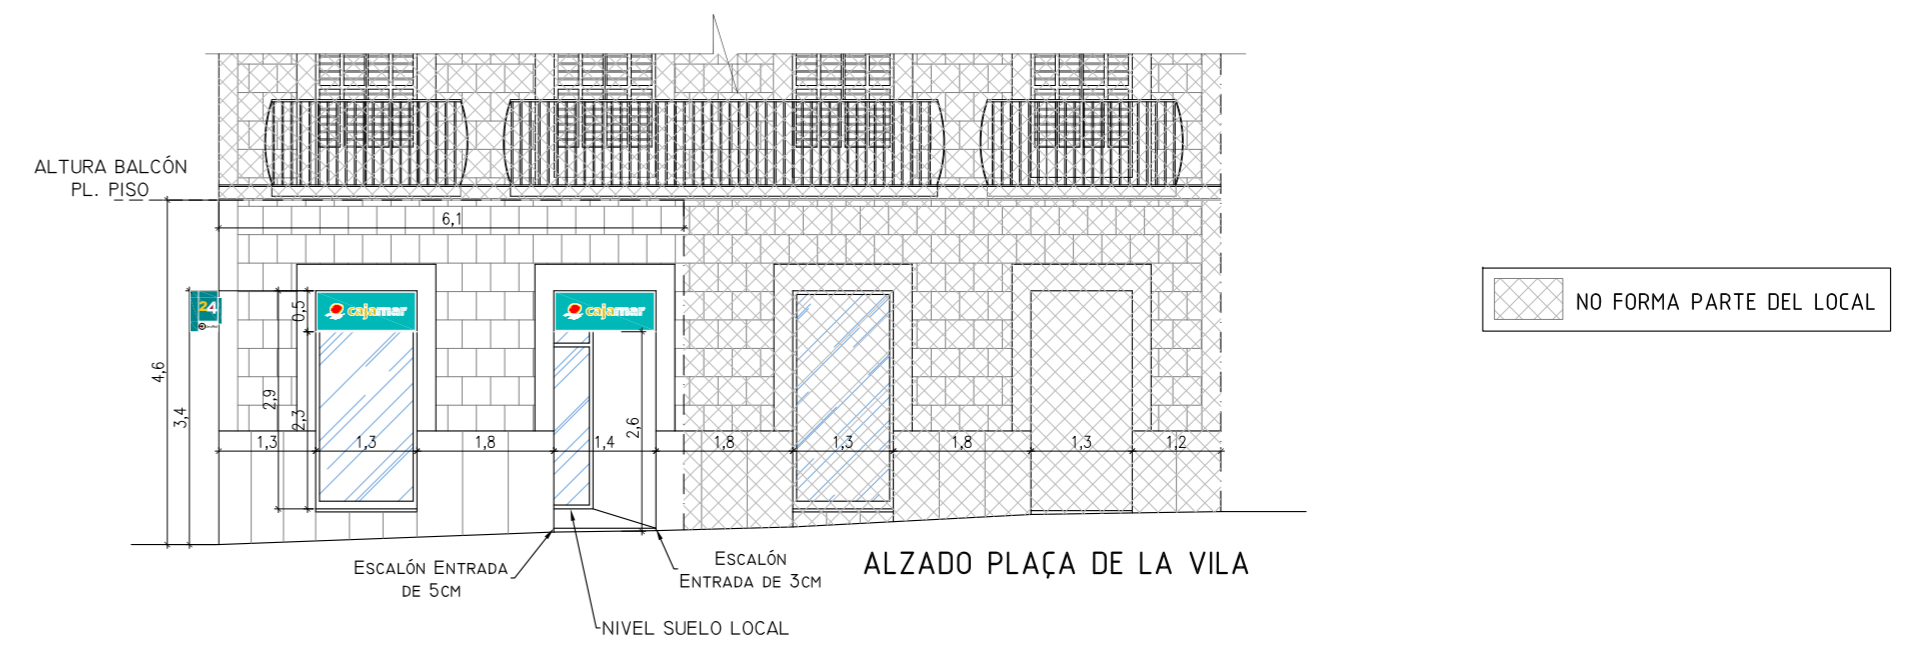 ALTURA BALCÓN
PL. PISO
6,1
24
cajamar
cajamar
0,5
4,6
3,4
2,9
2,3
2,6
1,3
1,3
1,8
1,4
1,8
1,3
1,8
1,3
1,2
NO FORMA PARTE DEL LOCAL
ESCALÓN ENTRADA
DE 5CM
ESCALÓN
ENTRADA DE 3CM
NIVEL SUELO LOCAL
ALZADO PLAÇA DE LA VILA